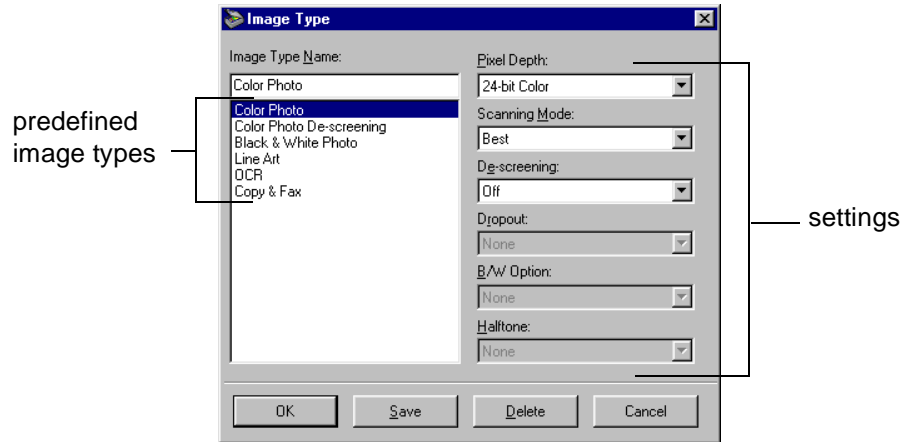 Image Type
Image Type Name:
Color Photo
Color Photo
Color Photo De-screening
Black & White Photo
Line Art
OCR
Copy & Fax
Pixel Depth:
24-bit Color
Scanning Mode:
Best
De-screening:
Off
Dropout:
None
B/W Option:
None
Halftone:
None
OK
Save
Delete
Cancel
predefined
image types
settings